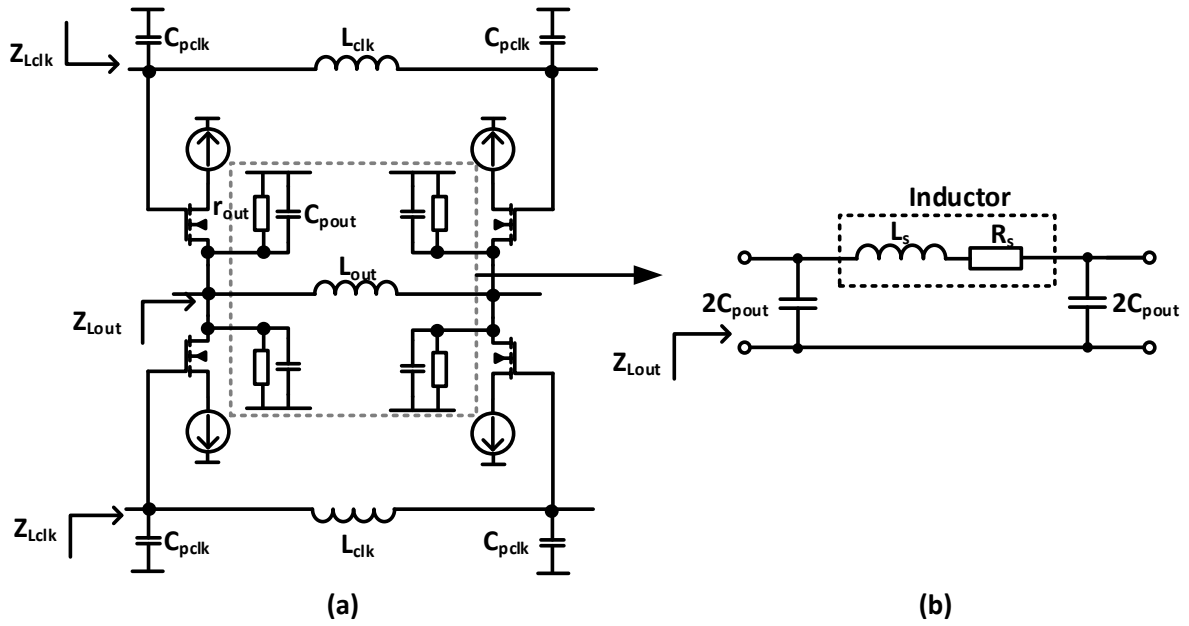 C_pclk L_clk C_pclk
Z_Lclk
r_out C_pout
L_out
Z_Lout
Z_Lclk
C_pclk L_clk C_pclk
(a)
Inductor
L_s R_s
2C_pout 2C_pout
Z_Lout
(b)